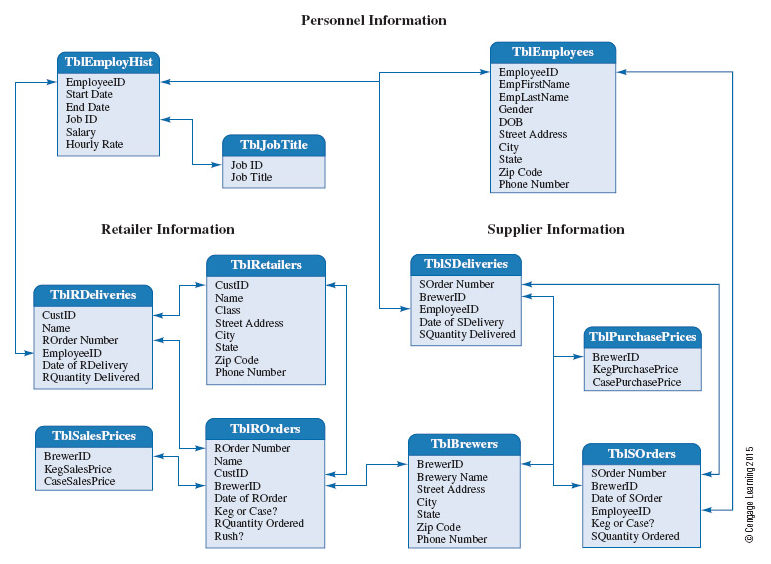 Personnel Information
TblEmployHist
EmployeeID
Start Date
End Date
Job ID
Salary
Hourly Rate
TblJobTitle
Job ID
Job Title
TblEmployees
EmployeeID
EmpFirstName
EmpLastName
Gender
DOB
Street Address
City
State
Zip Code
Phone Number
Retailer Information
TblRDeliveries
CustID
Name
ROrder Number
EmployeeID
Date of RDelivery
RQuantity Delivered
TblRetailers
CustID
Name
Class
Street Address
City
State
Zip Code
Phone Number
TblSalesPrices
BrewerID
KegSalesPrice
CaseSalesPrice
TblROrders
ROrder Number
Name
CustID
BrewerID
Date of ROrder
Keg or Case?
RQuantity Ordered
Rush?
Supplier Information
TblSDeliveries
SOrder Number
BrewerID
EmployeeID
Date of SDelivery
SQuantity Delivered
TblPurchasePrices
BrewerID
KegPurchasePrice
CasePurchasePrice
TblBrewers
BrewerID
Brewery Name
Street Address
City
State
Zip Code
Phone Number
TblSOrders
SOrder Number
BrewerID
Date of SOrder
EmployeeID
Keg or Case?
SQuantity Ordered
© Cengage Learning 2015